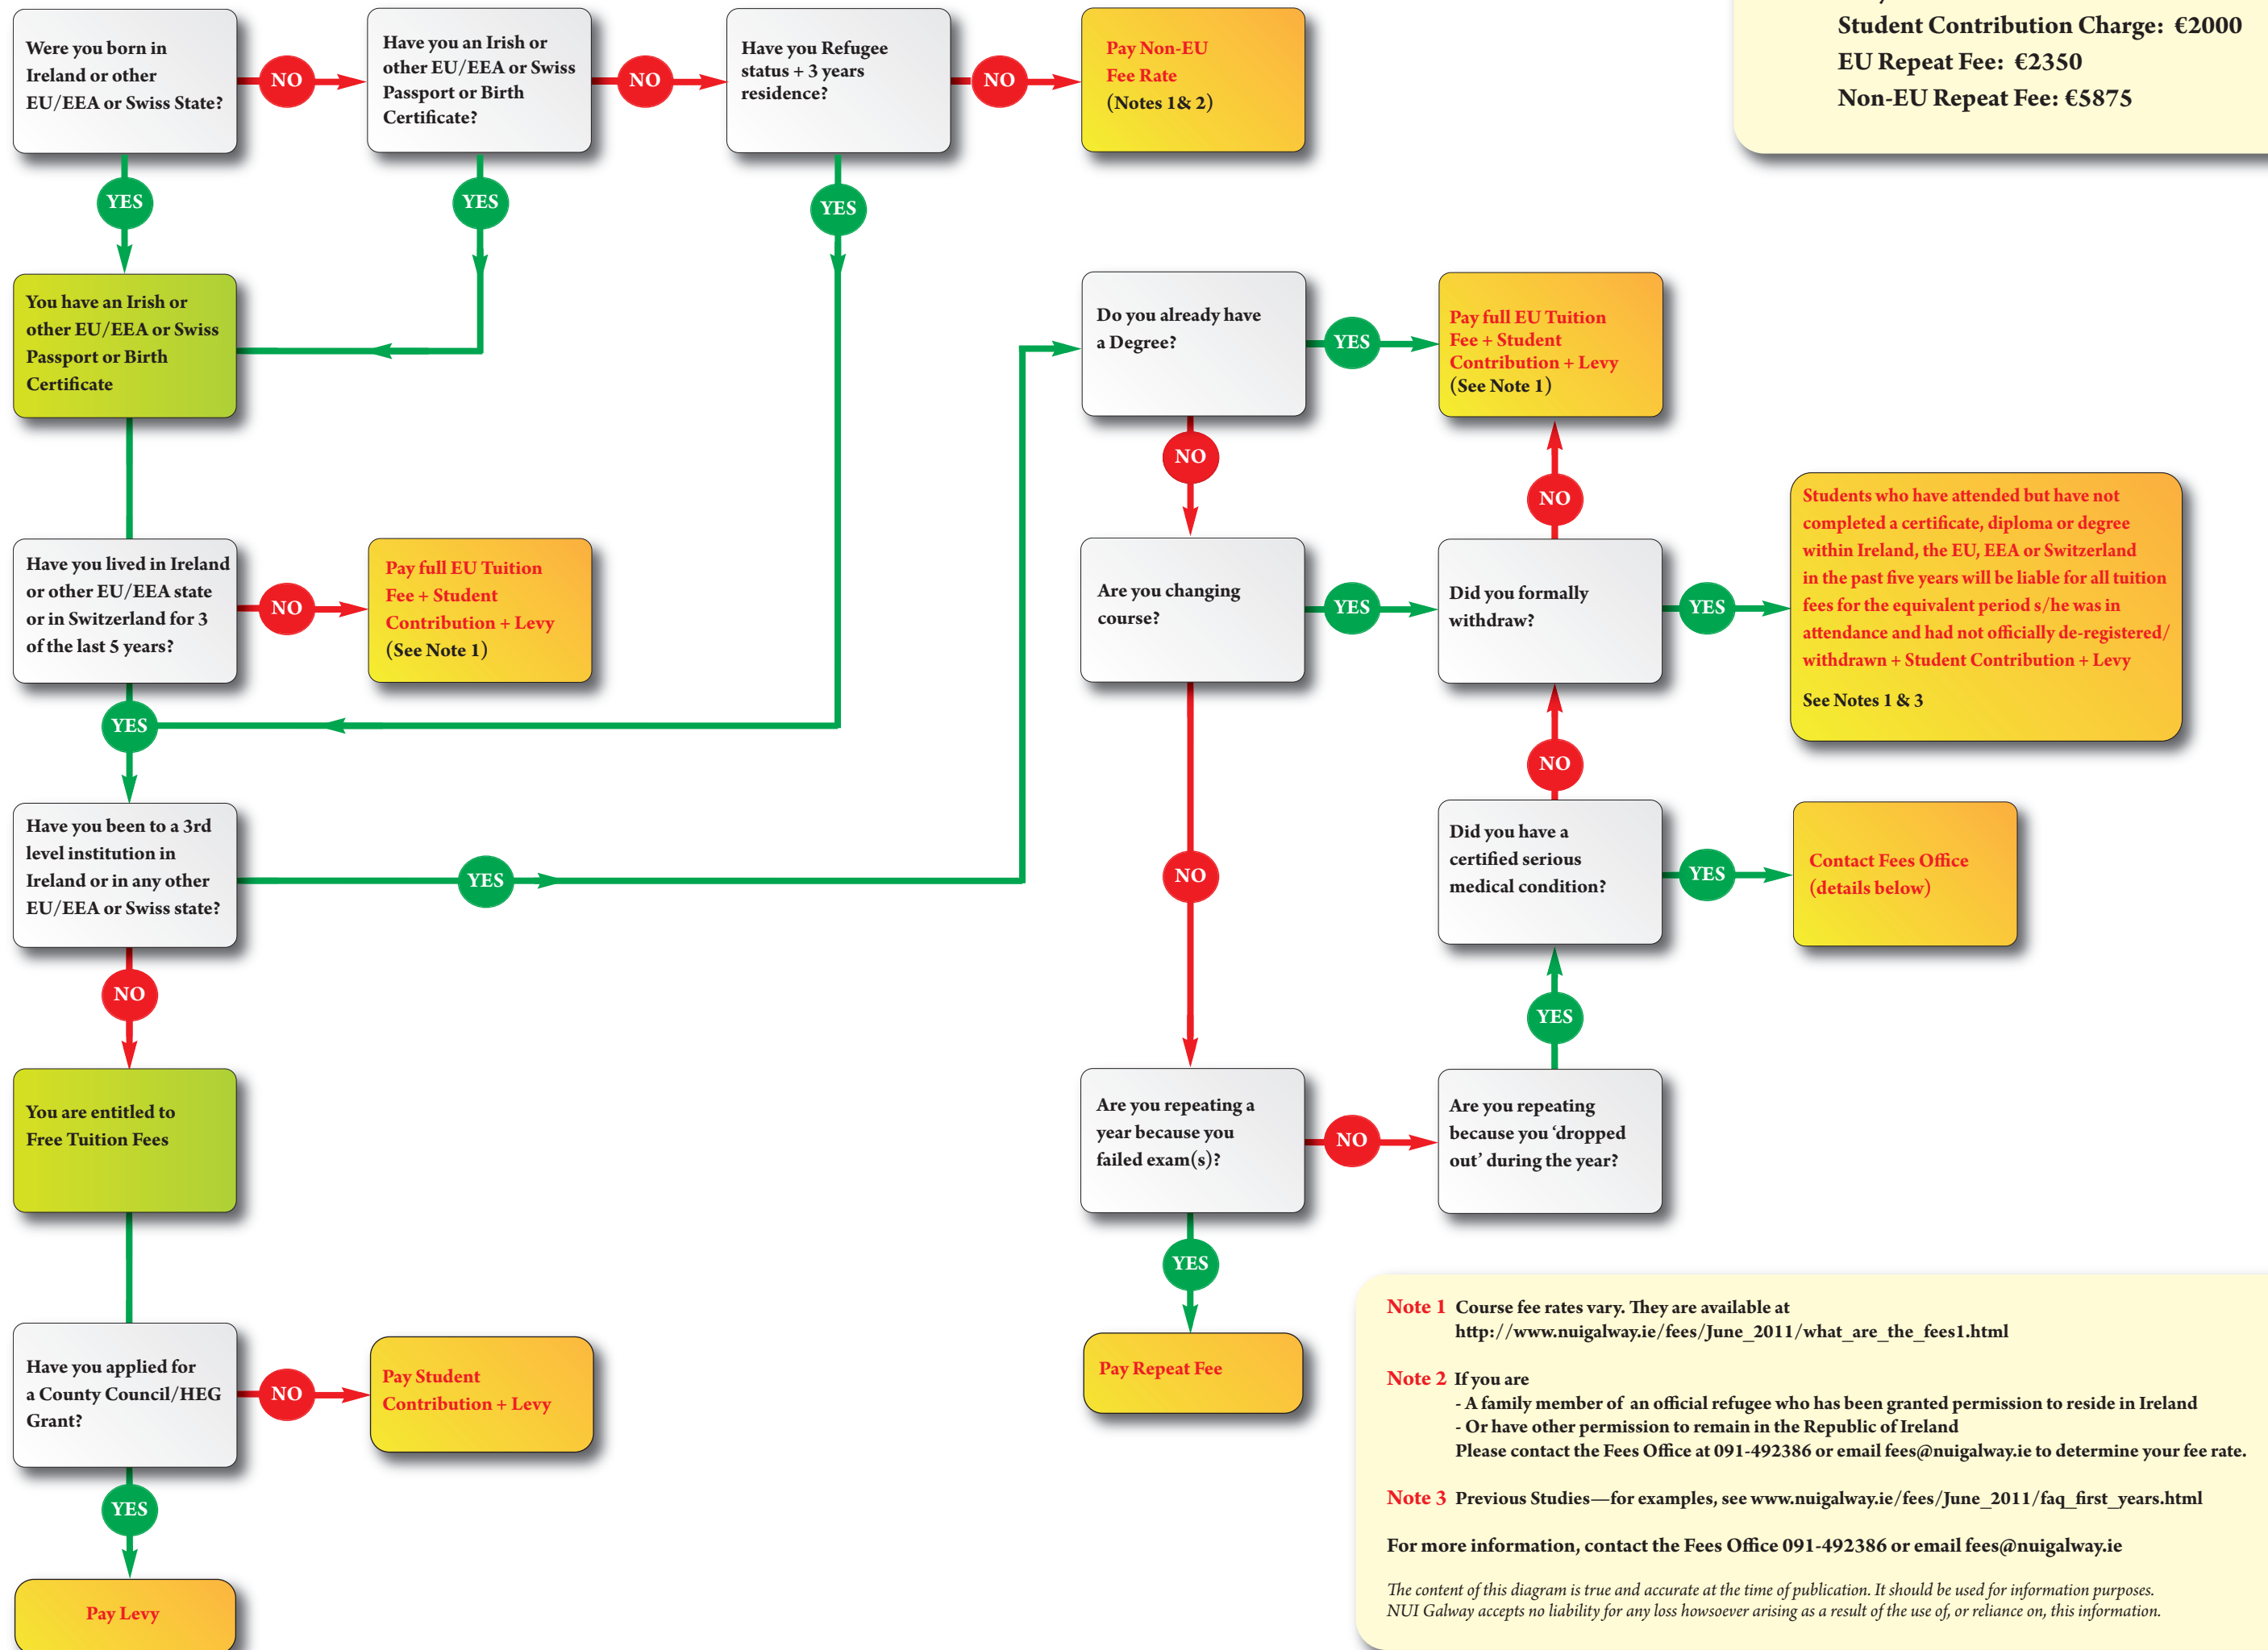 Were you born in
Ireland or other
EU/EEA or Swiss State?
NO
Have you an Irish or
other EU/EEA or Swiss
Passport or Birth
Certificate?
NO
Have you Refugee
status + 3 years
residence?
NO
Pay Non-EU
Fee Rate
(Notes 1& 2)
Student Contribution Charge: €2000
EU Repeat Fee: €2350
Non-EU Repeat Fee: €5875
YES
YES
YES
You have an Irish or
other EU/EEA or Swiss
Passport or Birth
Certificate
Do you already have
a Degree?
YES
Pay full EU Tuition
Fee + Student
Contribution + Levy
(See Note 1)
NO
NO
Have you lived in Ireland
or other EU/EEA state
or in Switzerland for 3
of the last 5 years?
NO
Pay full EU Tuition
Fee + Student
Contribution + Levy
(See Note 1)
Are you changing
course?
YES
Did you formally
withdraw?
YES
Students who have attended but have not
completed a certificate, diploma or degree
within Ireland, the EU, EEA or Switzerland
in the past five years will be liable for all tuition
fees for the equivalent period s/he was in
attendance and had not officially de-registered/
withdrawn + Student Contribution + Levy
See Notes 1 & 3
YES
NO
Have you been to a 3rd
level institution in
Ireland or in any other
EU/EEA or Swiss state?
YES
NO
Did you have a
certified serious
medical condition?
YES
Contact Fees Office
(details below)
NO
YES
You are entitled to
Free Tuition Fees
Are you repeating a
year because you
failed exam(s)?
NO
Are you repeating
because you ‘dropped
out’ during the year?
YES
Pay Repeat Fee
Have you applied for
a County Council/HEG
Grant?
NO
Pay Student
Contribution + Levy
YES
Pay Levy
Note 1 Course fee rates vary. They are available at
http://www.nuigalway.ie/fees/June_2011/what_are_the_fees1.html
Note 2 If you are
- A family member of an official refugee who has been granted permission to reside in Ireland
- Or have other permission to remain in the Republic of Ireland
Please contact the Fees Office at 091-492386 or email fees@nuigalway.ie to determine your fee rate.
Note 3 Previous Studies—for examples, see www.nuigalway.ie/fees/June_2011/faq_first_years.html
For more information, contact the Fees Office 091-492386 or email fees@nuigalway.ie
The content of this diagram is true and accurate at the time of publication. It should be used for information purposes.
NUI Galway accepts no liability for any loss howsoever arising as a result of the use of, or reliance on, this information.